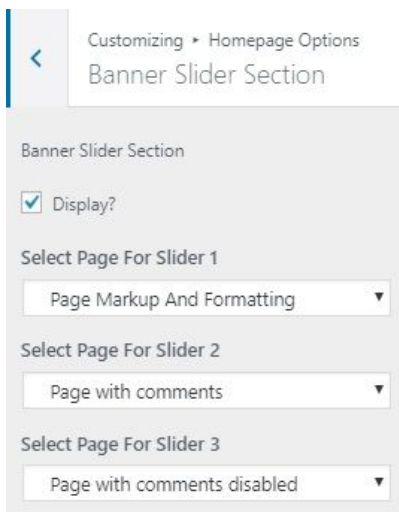 Customizing ▸ Homepage Options
Banner Slider Section
Banner Slider Section
Display?
Select Page For Slider 1
Page Markup And Formatting
Select Page For Slider 2
Page with comments
Select Page For Slider 3
Page with comments disabled